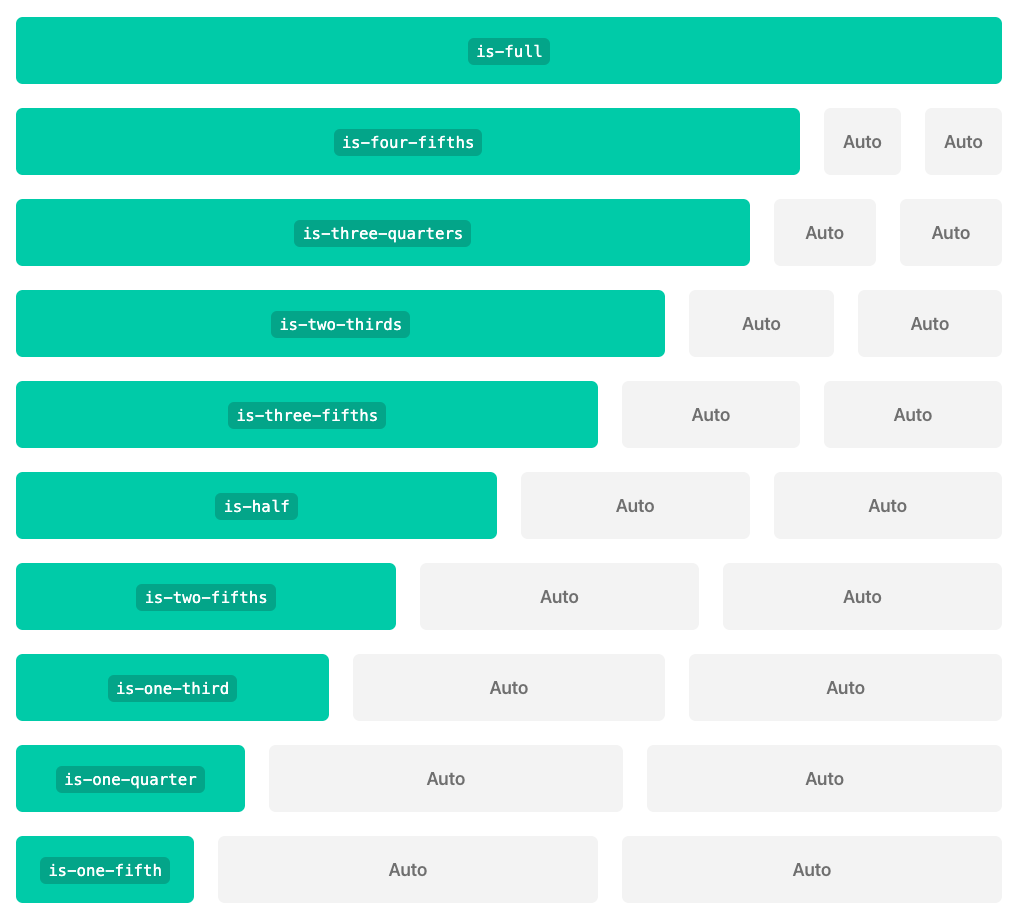 is-full
is-four-fifths Auto Auto
is-three-quarters Auto Auto
is-two-thirds Auto Auto
is-three-fifths Auto Auto
is-half Auto Auto
is-two-fifths Auto Auto
is-one-third Auto Auto
is-one-quarter Auto Auto
is-one-fifth Auto Auto